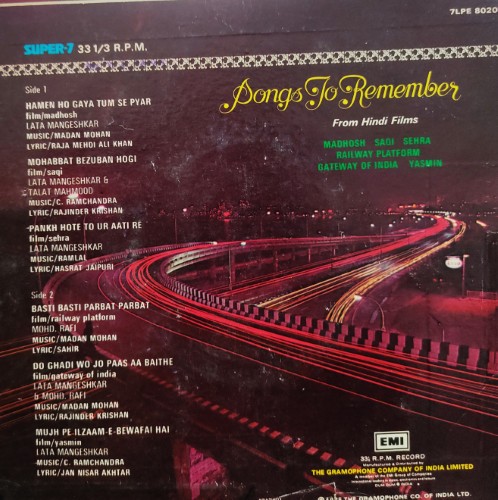 7LPE 8020
SUPER-7 33 1/3 R.P.M.
Side 1
HAMEN HO GAYA TUM SE PYAR
film/madhosh
LATA MANGESHKAR
MUSIC/MADAN MOHAN
LYRIC/RAJA MEHDI ALI KHAN
MOHABBAT BEZUBAN HOGI
film/saqi
LATA MANGESHKAR &
TALAT MAHMOOD
MUSIC/C. RAMCHANDRA
LYRIC/RAJINDER KRISHAN
PANKH HOTE TO UR AATI RE
film/sehra
LATA MANGESHKAR
MUSIC/RAMLAL
LYRIC/HASRAT JAIPURI
Side 2
BASTI BASTI PARBAT PARBAT
film/railway platform
MOHD. RAFI
MUSIC/MADAN MOHAN
LYRIC/SAHIR
DO GHADI WO JO PAAS AA BAITHE
film/gateway of india
LATA MANGESHKAR
& MOHD. RAFI
MUSIC/MADAN MOHAN
LYRIC/RAJINDER KRISHAN
MUJH PE ILZAAM-E-BEWAFAI HAI
film/yasmin
LATA MANGESHKAR
MUSIC/C. RAMCHANDRA
LYRIC/JAN NISAR AKHTAR
Songs To Remember
From Hindi Films
MADHOSH SAQI SEHRA
RAILWAY PLATFORM
GATEWAY OF INDIA YASMIN
EMI
33⅓ R.P.M. RECORD
Manufactured & Distributed by
THE GRAMOPHONE COMPANY OF INDIA LIMITED
THE GRAMOPHONE CO. OF INDIA LTD.